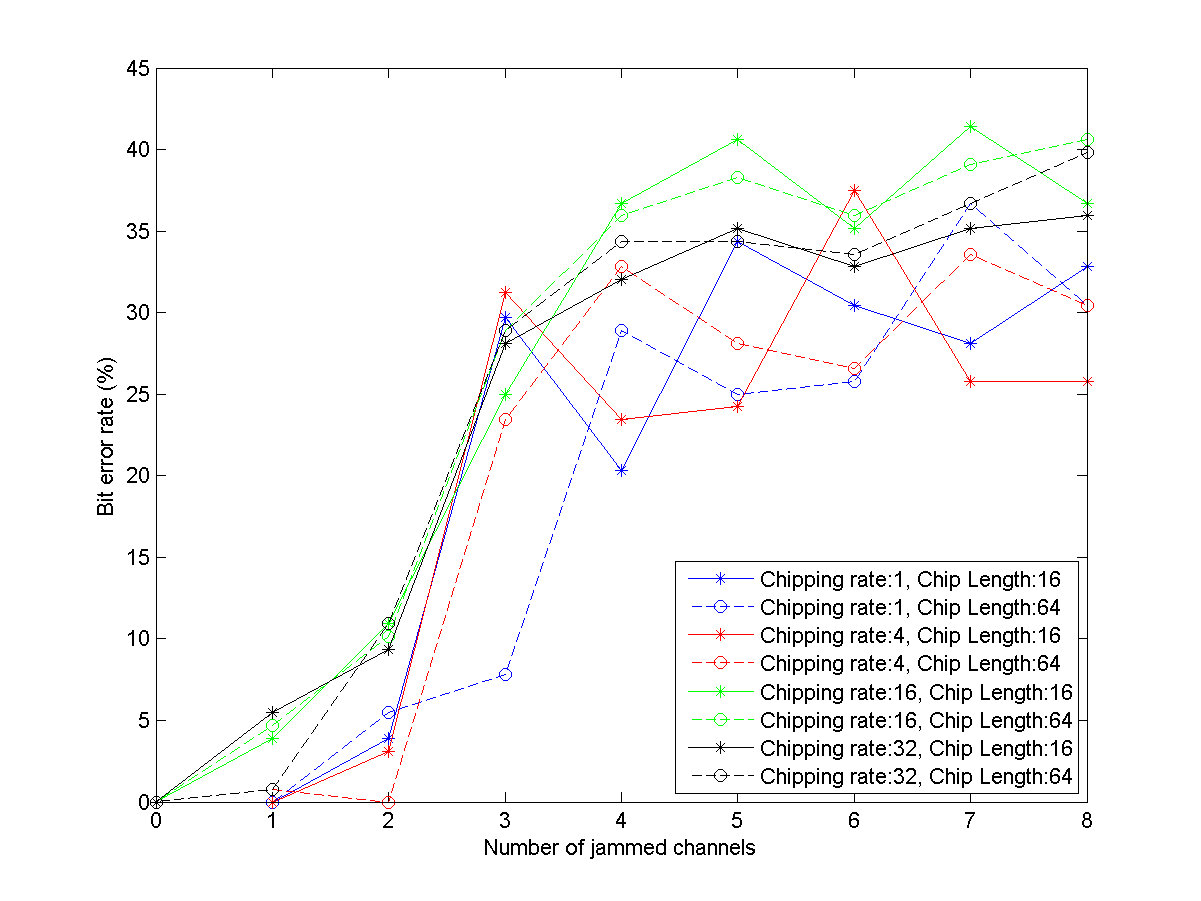 45
40
35
30
25
20
15
10
5
0
Bit error rate (%)
Chipping rate:1, Chip Length:16
Chipping rate:1, Chip Length:64
Chipping rate:4, Chip Length:16
Chipping rate:4, Chip Length:64
Chipping rate:16, Chip Length:16
Chipping rate:16, Chip Length:64
Chipping rate:32, Chip Length:16
Chipping rate:32, Chip Length:64
0 1 2 3 4 5 6 7 8
Number of jammed channels